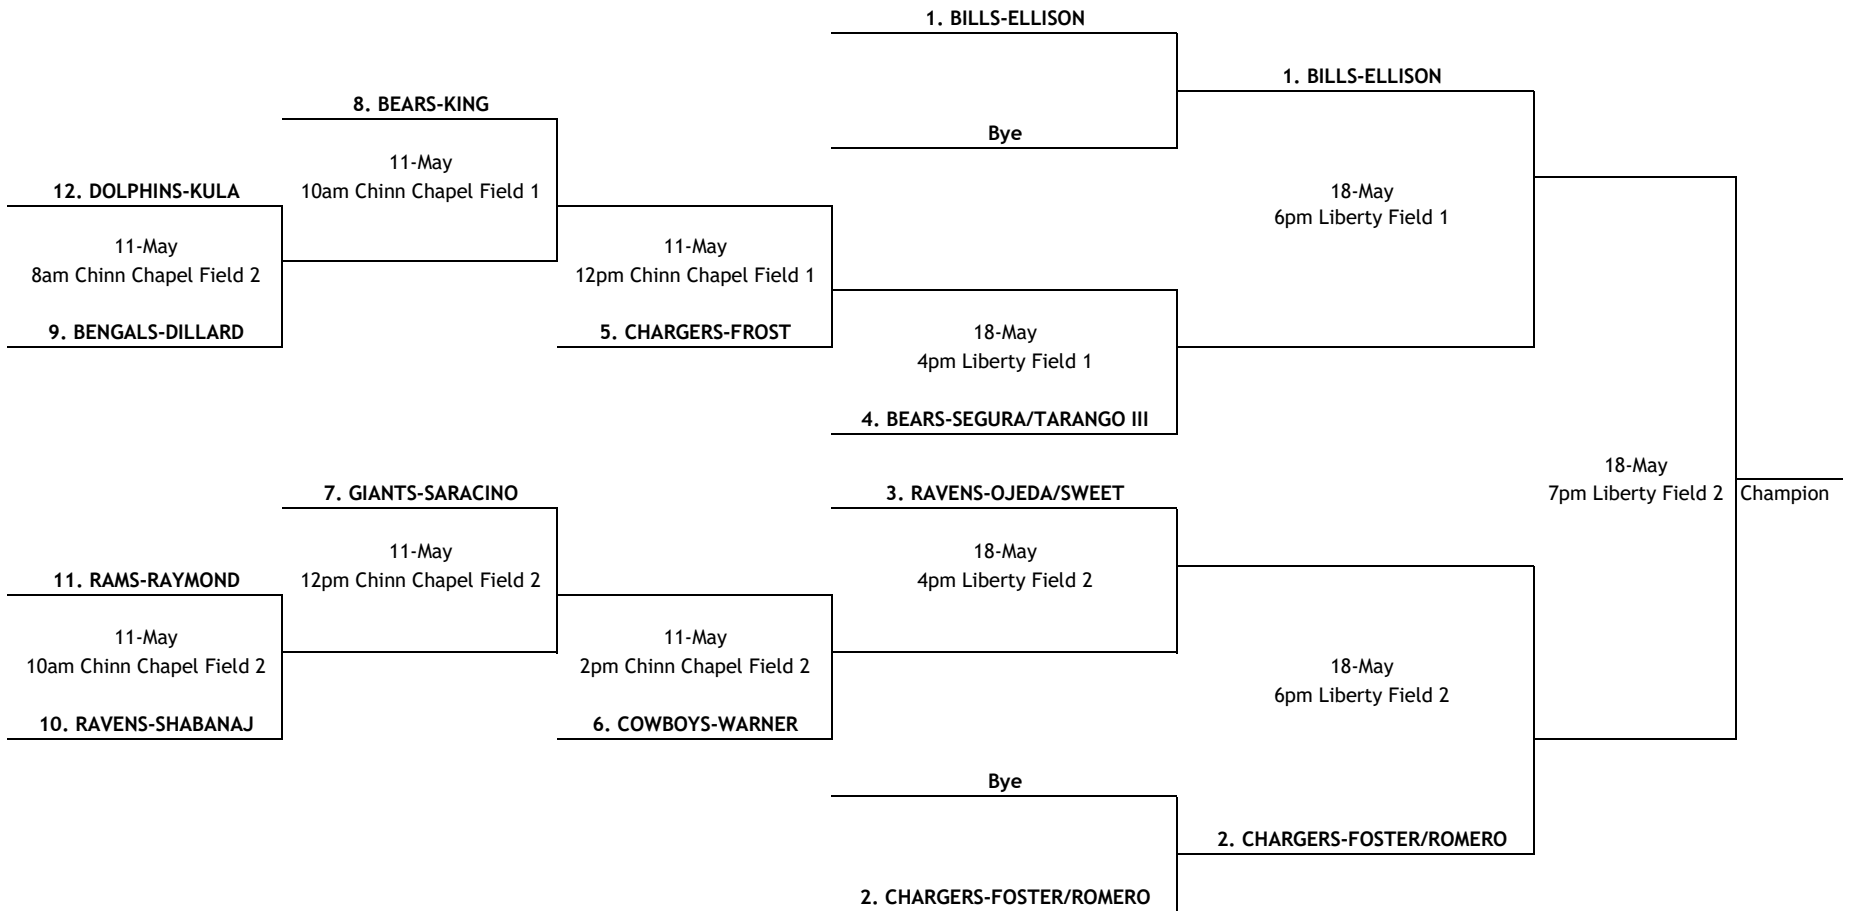 1. BILLS-ELLISON
1. BILLS-ELLISON
8. BEARS-KING
Bye
11-May
10am Chinn Chapel Field 1
12. DOLPHINS-KULA
18-May
6pm Liberty Field 1
11-May
8am Chinn Chapel Field 2
11-May
12pm Chinn Chapel Field 1
9. BENGALS-DILLARD
5. CHARGERS-FROST
18-May
4pm Liberty Field 1
4. BEARS-SEGURA/TARANGO III
18-May
7pm Liberty Field 2
Champion
7. GIANTS-SARACINO
3. RAVENS-OJEDA/SWEET
11-May
12pm Chinn Chapel Field 2
18-May
4pm Liberty Field 2
11. RAMS-RAYMOND
11-May
10am Chinn Chapel Field 2
11-May
2pm Chinn Chapel Field 2
18-May
6pm Liberty Field 2
10. RAVENS-SHABANAJ
6. COWBOYS-WARNER
Bye
2. CHARGERS-FOSTER/ROMERO
2. CHARGERS-FOSTER/ROMERO